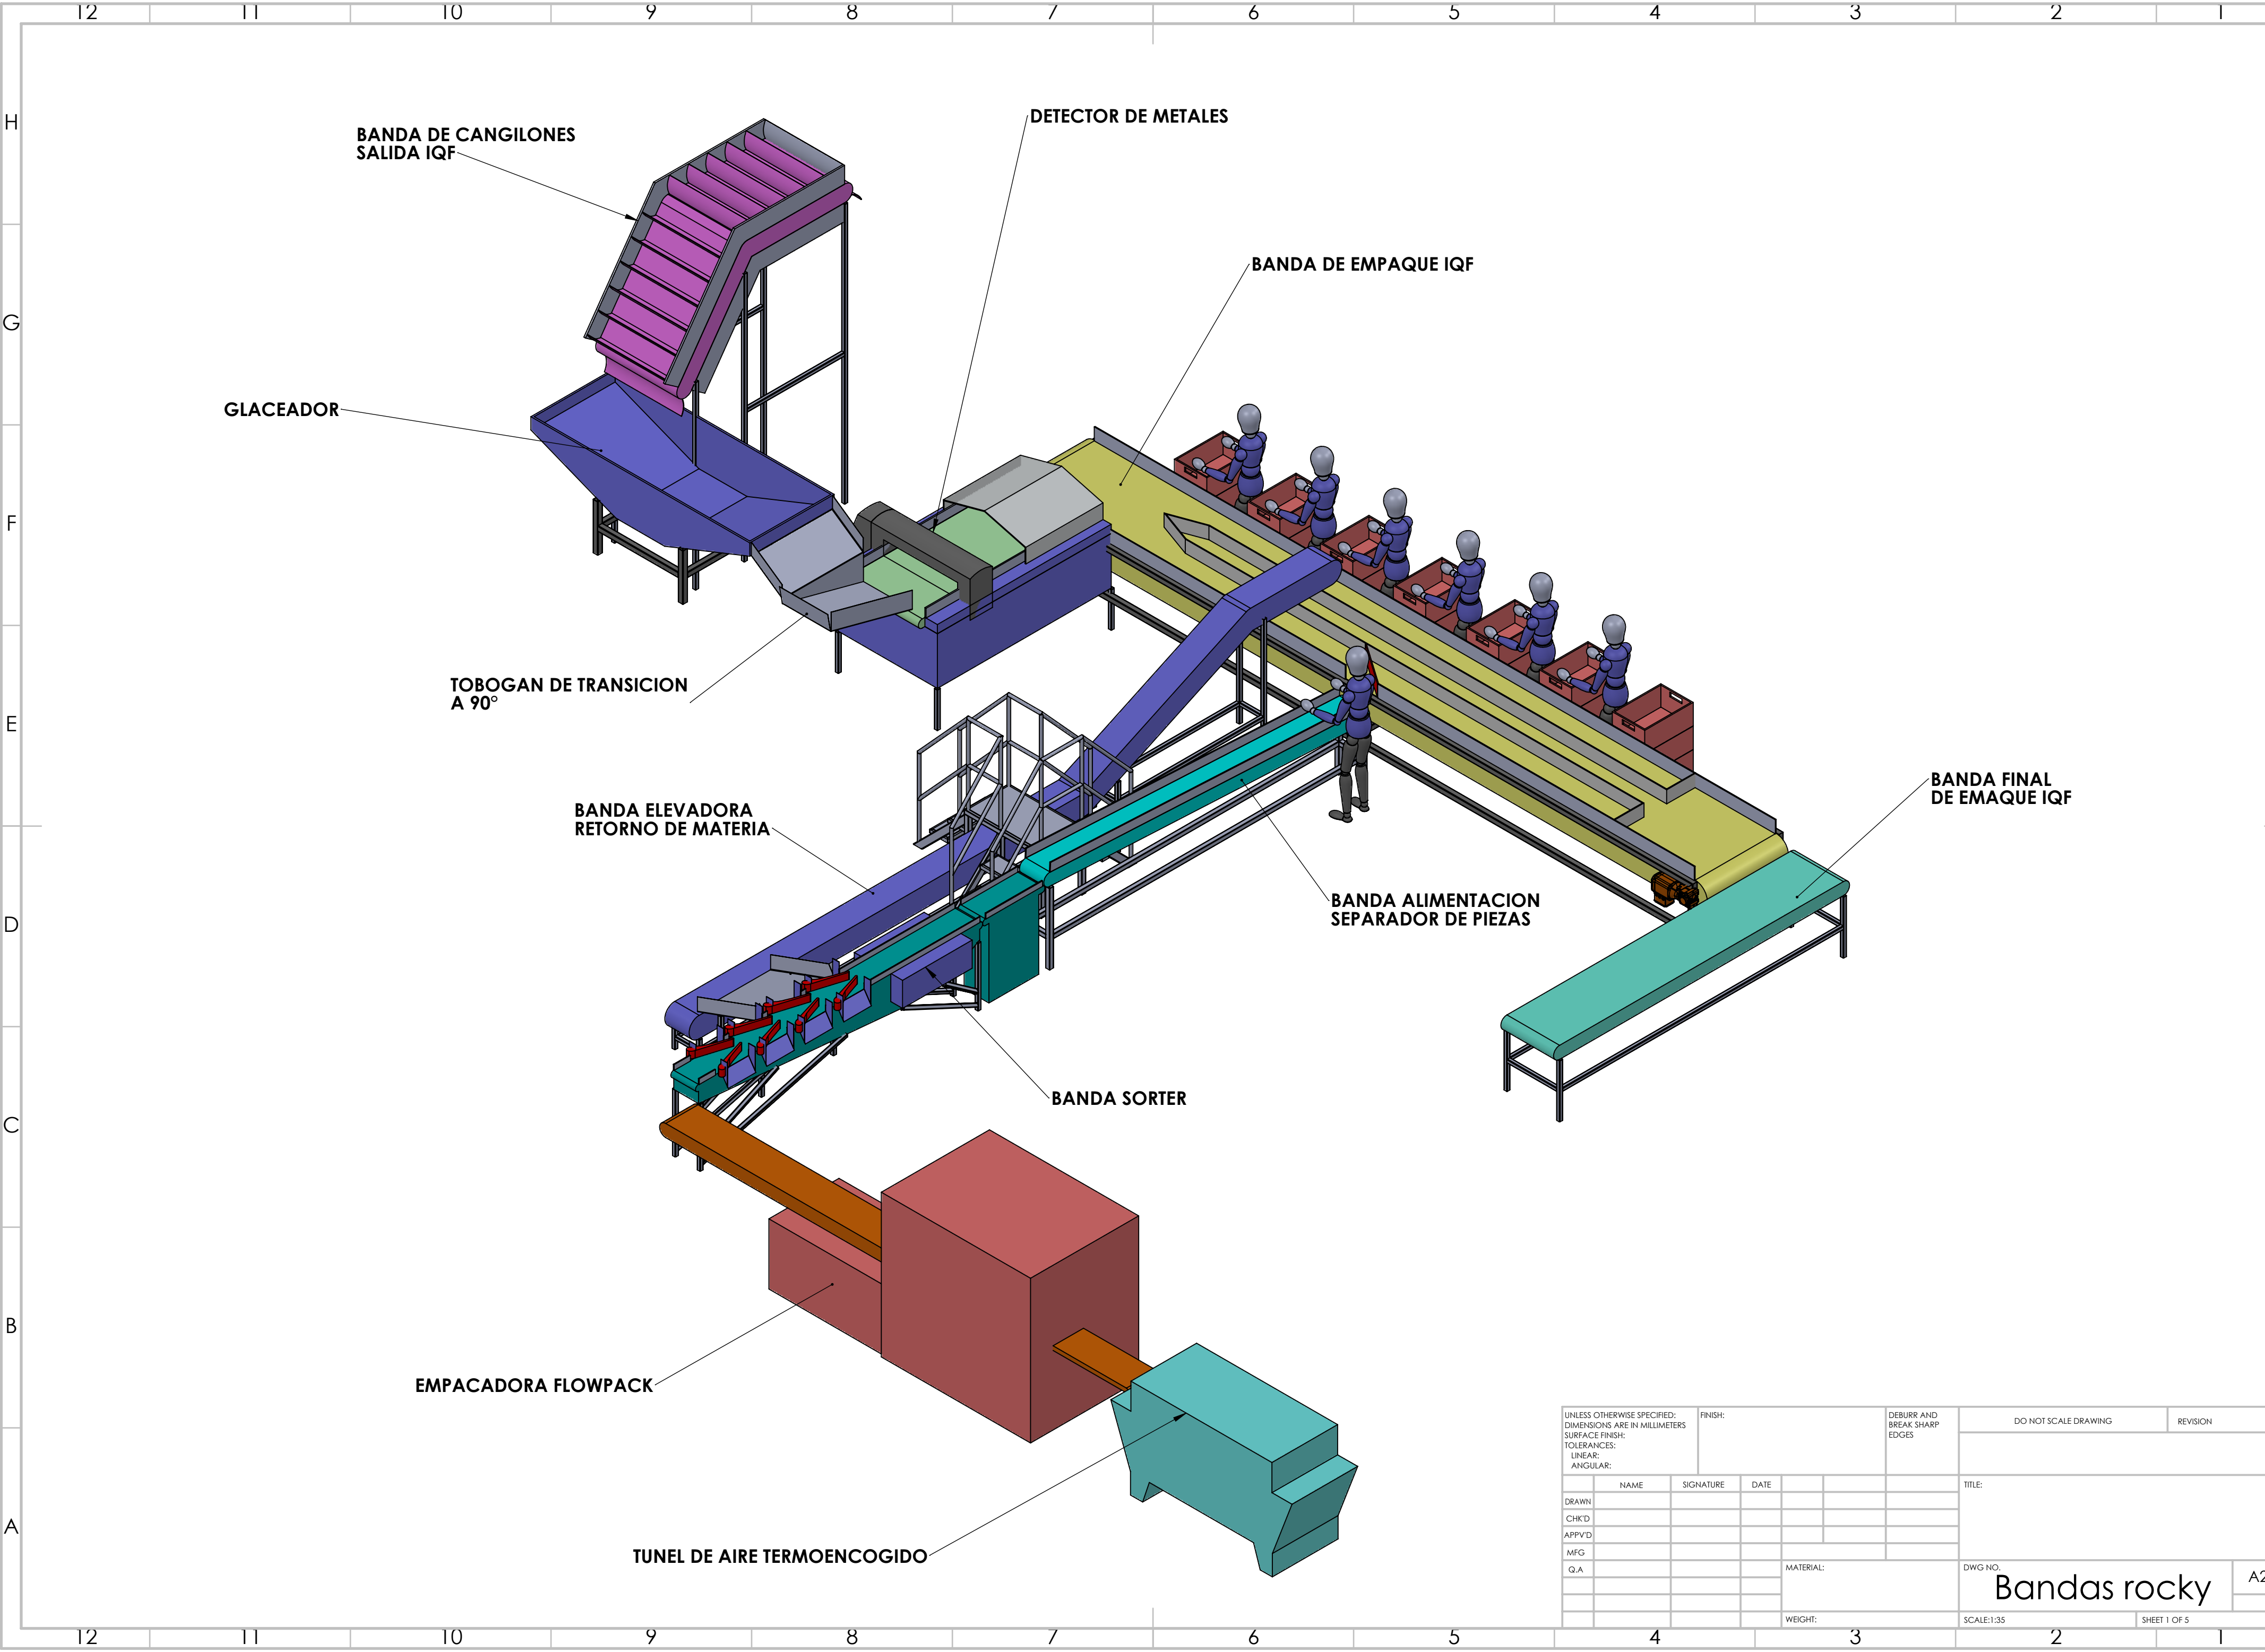 12 11 10 9 8 7 6 5 4 3 2 1
H
DETECTOR DE METALES
BANDA DE CANGILONES
SALIDA IQF
BANDA DE EMPAQUE IQF
G
GLACEADOR
F
TOBOGAN DE TRANSICION
A 90°
E
BANDA FINAL
DE EMAQUE IQF
BANDA ELEVADORA
RETORNO DE MATERIA
BANDA ALIMENTACION
SEPARADOR DE PIEZAS
D
BANDA SORTER
C
B
EMPACADORA FLOWPACK
TUNEL DE AIRE TERMOENCOGIDO
A
UNLESS OTHERWISE SPECIFIED:
DIMENSIONS ARE IN MILLIMETERS
SURFACE FINISH:
TOLERANCES:
LINEAR:
ANGULAR:
FINISH:
DEBURR AND
BREAK SHARP
EDGES
DO NOT SCALE DRAWING
REVISION
NAME SIGNATURE DATE
TITLE:
DRAWN
CHK'D
APPV'D
MFG
Q.A
MATERIAL:
DWG NO.
Bandas rocky
A2
WEIGHT:
SCALE:1:35
SHEET 1 OF 5
12 11 10 9 8 7 6 5 4 3 2 1